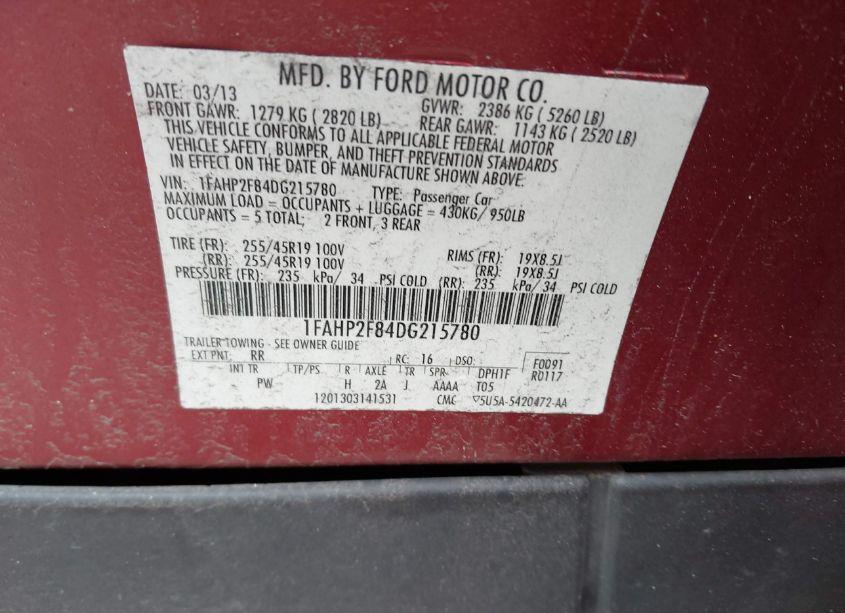 MFD. BY FORD MOTOR CO.
DATE: 03/13 GVWR: 2386 KG ( 5260 LB)
FRONT GAWR: 1279 KG ( 2820 LB) REAR GAWR: 1143 KG ( 2520 LB)
THIS VEHICLE CONFORMS TO ALL APPLICABLE FEDERAL MOTOR
VEHICLE SAFETY, BUMPER, AND THEFT PREVENTION STANDARDS
IN EFFECT ON THE DATE OF MANUFACTURE SHOWN ABOVE.
VIN: 1FAHP2F84DG215780 TYPE: Passenger Car
MAXIMUM LOAD = OCCUPANTS + LUGGAGE = 430KG/ 950LB
OCCUPANTS = 5 TOTAL; 2 FRONT, 3 REAR
TIRE (FR): 255/45R19 100V RIMS (FR): 19X8.5J
(RR): 255/45R19 100V (RR): 19X8.5J
PRESSURE (FR): 235 kPa/ 34 PSI COLD (RR): 235 kPa/ 34 PSI COLD
1FAHP2F84DG215780
TRAILER TOWING - SEE OWNER GUIDE
EXT PNT: RR RC: 16 DSO: F0091
INT TR TP/PS R AXLE TR SPR DPH1F R0117
PW H 2A J AAAA T05
1201303141531 CMC ▽5U5A-5420472-AA